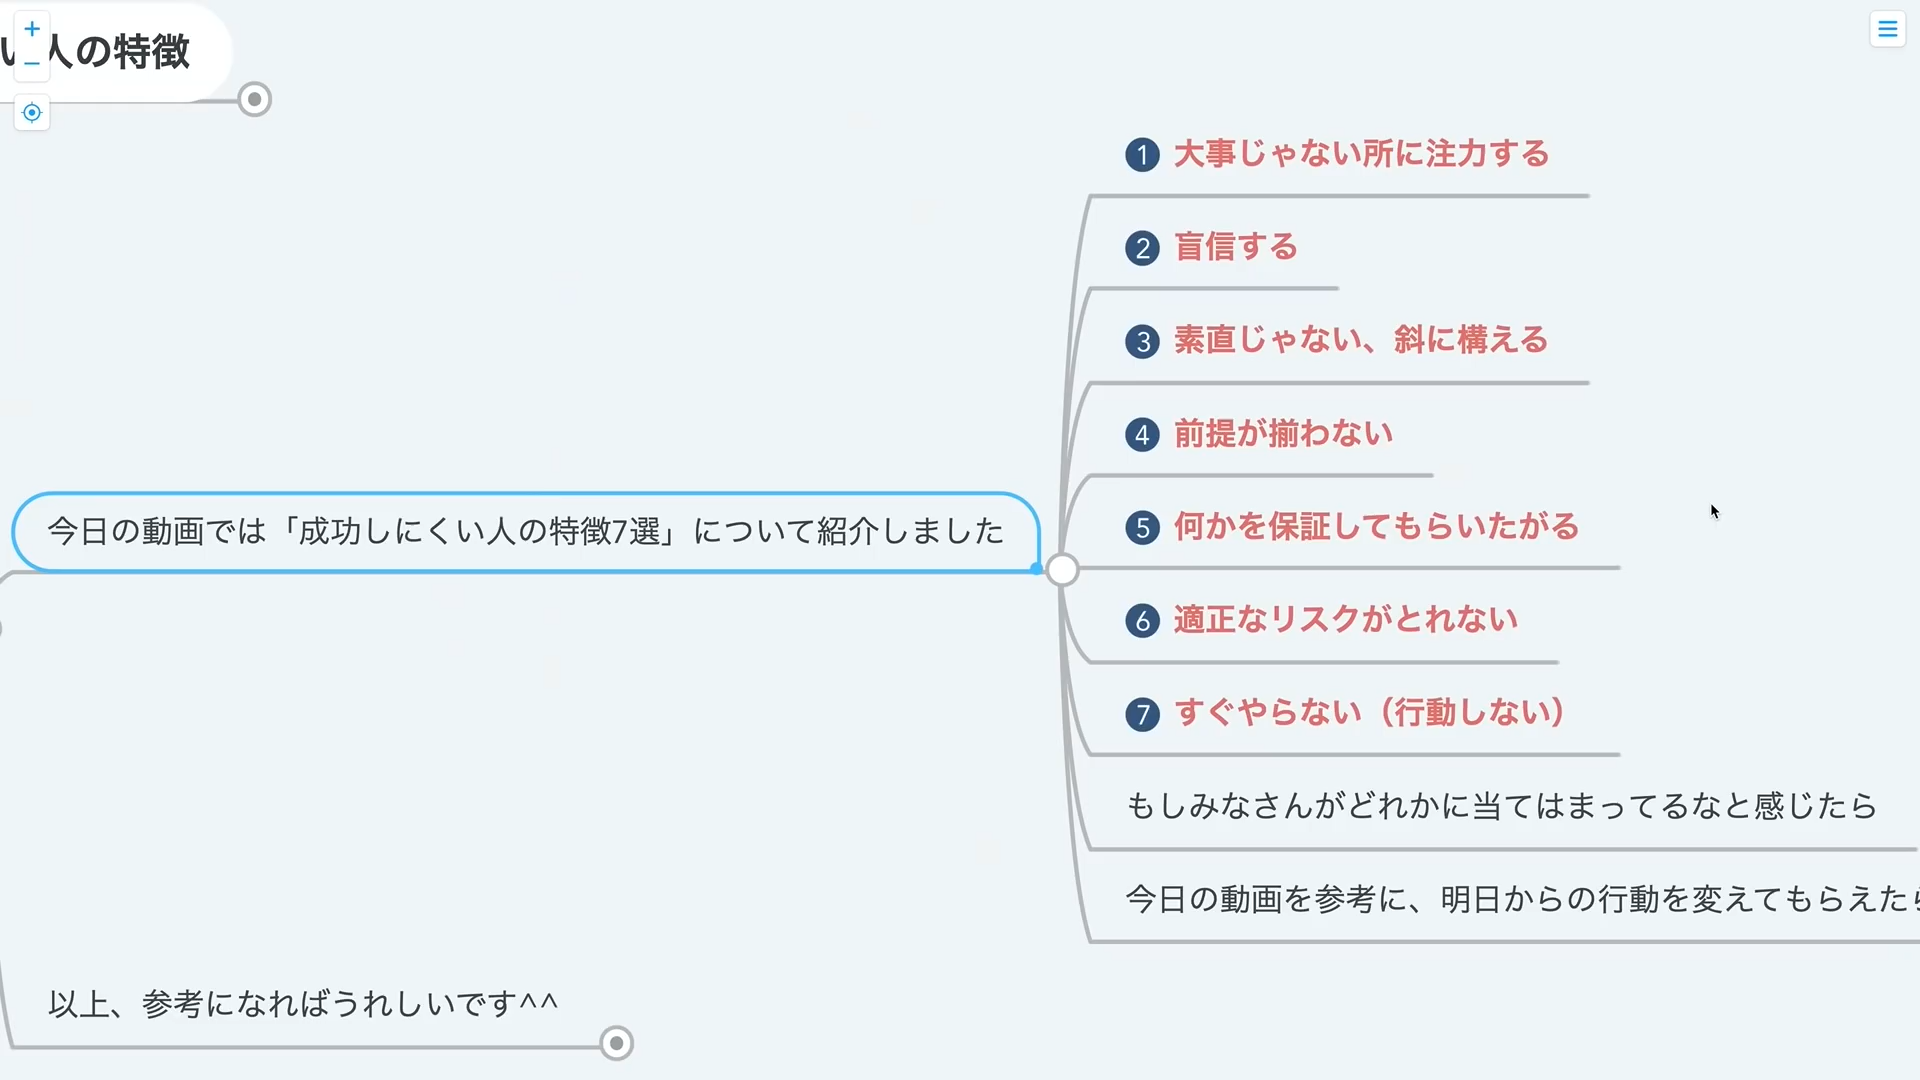 人の特徴
1 大事じゃない所に注力する
2 盲信する
3 素直じゃない、斜に構える
4 前提が揃わない
5 何かを保証してもらいたがる
6 適正なリスクがとれない
7 すぐやらない（行動しない）
今日の動画では「成功しにくい人の特徴7選」について紹介しました
もしみなさんがどれかに当てはまってるなと感じたら
今日の動画を参考に、明日からの行動を変えてもらえた
以上、参考になればうれしいです^^